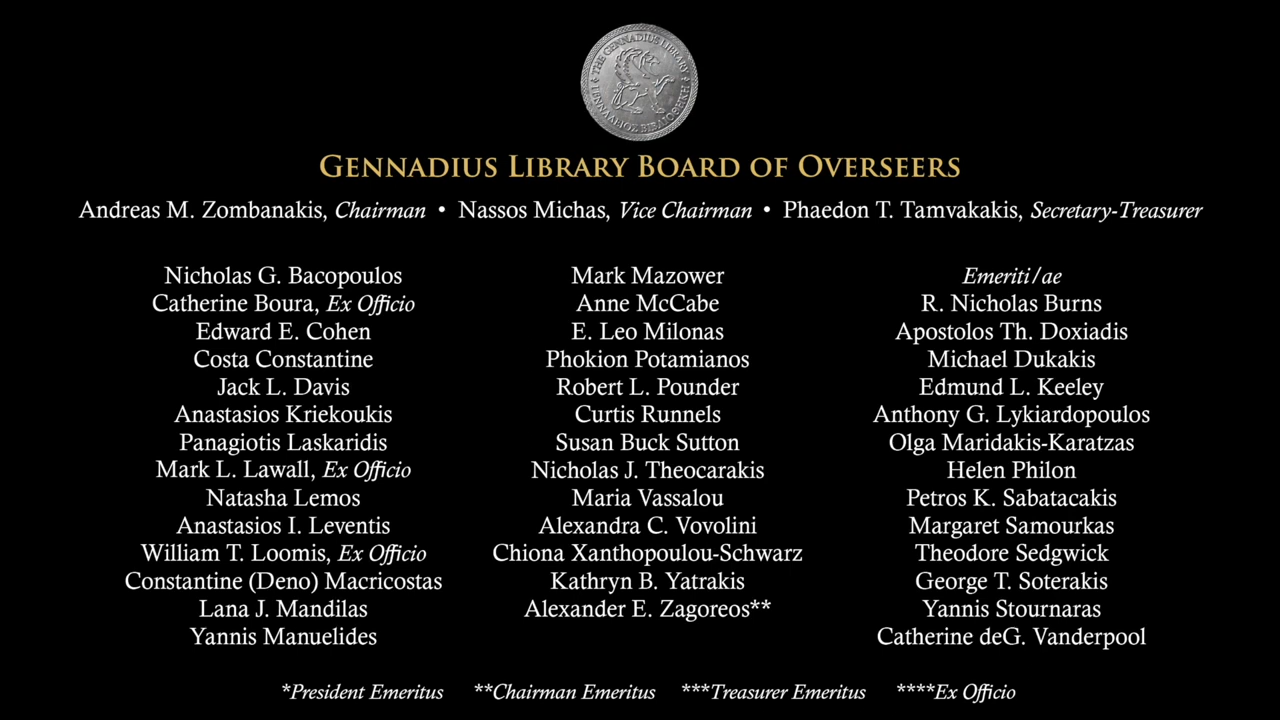 THE GENNADIUS LIBRARY
ΓΕΝΝΑΔΕΙΟΣ ΒΙΒΛΙΟΘΗΚΗ
GENNADIUS LIBRARY BOARD OF OVERSEERS
Andreas M. Zombanakis, Chairman • Nassos Michas, Vice Chairman • Phaedon T. Tamvakakis, Secretary-Treasurer
Nicholas G. Bacopoulos
Catherine Boura, Ex Officio
Edward E. Cohen
Costa Constantine
Jack L. Davis
Anastasios Kriekoukis
Panagiotis Laskaridis
Mark L. Lawall, Ex Officio
Natasha Lemos
Anastasios I. Leventis
William T. Loomis, Ex Officio
Constantine (Deno) Macricostas
Lana J. Mandilas
Yannis Manuelides
Mark Mazower
Anne McCabe
E. Leo Milonas
Phokion Potamianos
Robert L. Pounder
Curtis Runnels
Susan Buck Sutton
Nicholas J. Theocarakis
Maria Vassalou
Alexandra C. Vovolini
Chiona Xanthopoulou-Schwarz
Kathryn B. Yatrakis
Alexander E. Zagoreos**
Emeriti/ae
R. Nicholas Burns
Apostolos Th. Doxiadis
Michael Dukakis
Edmund L. Keeley
Anthony G. Lykiardopoulos
Olga Maridakis-Karatzas
Helen Philon
Petros K. Sabatacakis
Margaret Samourkas
Theodore Sedgwick
George T. Soterakis
Yannis Stournaras
Catherine deG. Vanderpool
*President Emeritus **Chairman Emeritus ***Treasurer Emeritus ****Ex Officio